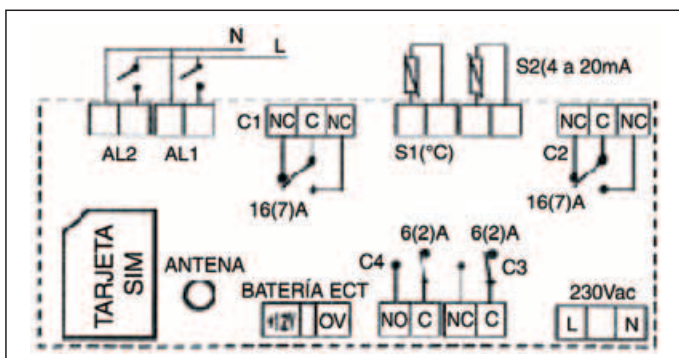 N
L
S2(4 a 20mA
C1 NC C NC
NC C NC
AL2 AL1
S1(°C)
C2
16(7)A
16(7)A
TARJETA SIM
ANTENA
6(2)A 6(2)A
C4 C3
BATERÍA ECT
230Vac
0V
NO C NC C
L N